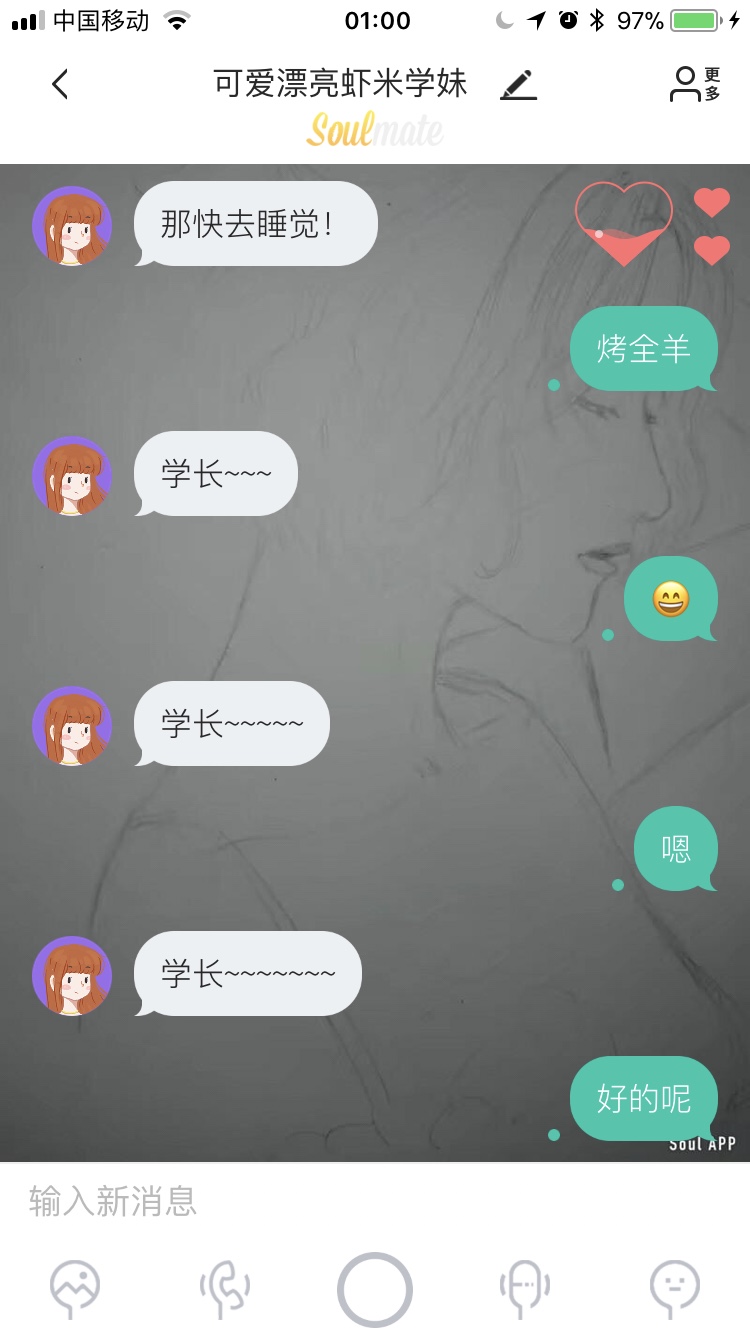 中国移动 01:00 97%
可爱漂亮虾米学妹
更多
Soulmate
那快去睡觉!
烤全羊
学长~~~
学长~~~~~
嗯
学长~~~~~~~
好的呢
Soul APP
输入新消息